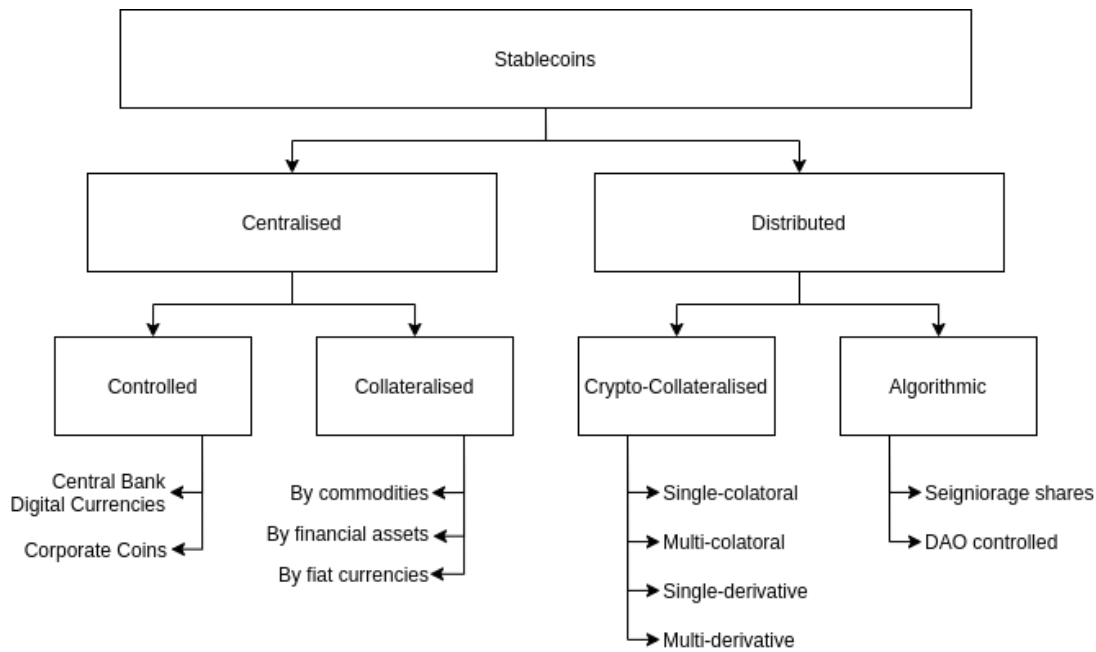 Stablecoins
Centralised
Distributed
Controlled
Collateralised
Crypto-Collateralised
Algorithmic
Central Bank
Digital Currencies
Corporate Coins
By commodities
By financial assets
By fiat currencies
Single-colatoral
Multi-colatoral
Single-derivative
Multi-derivative
Seigniorage shares
DAO controlled